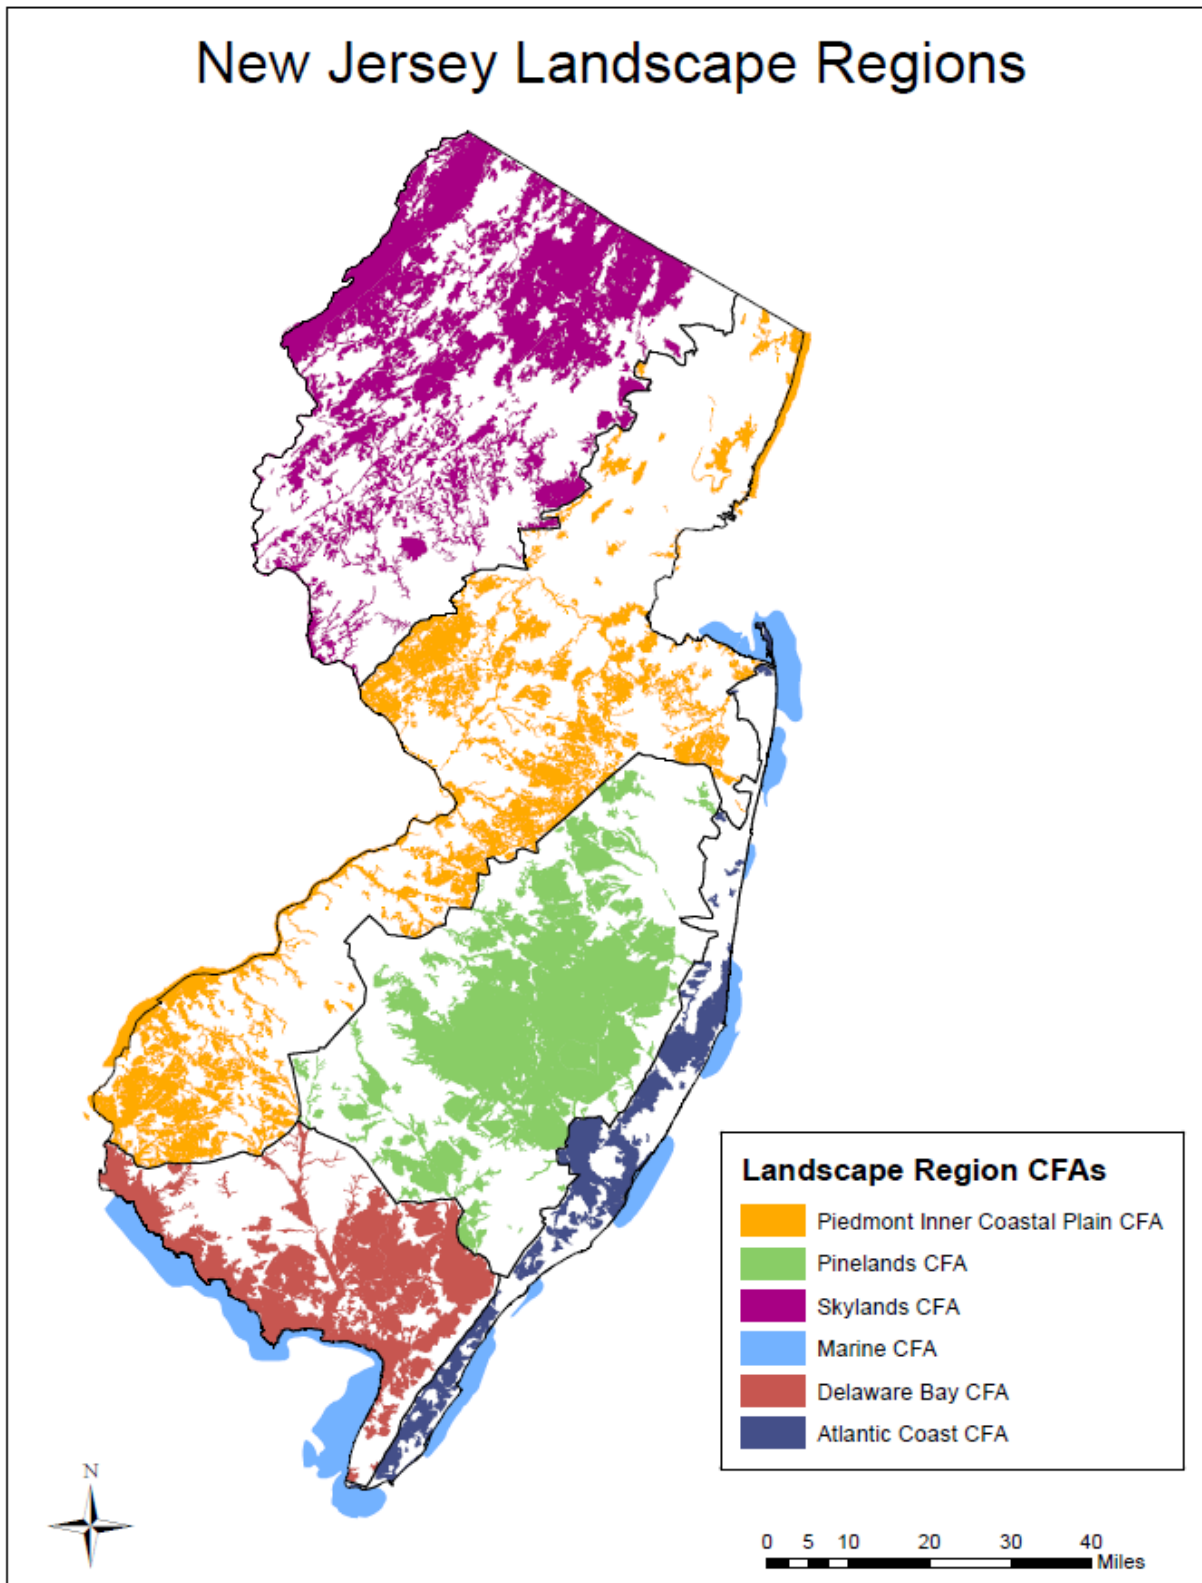 New Jersey Landscape Regions
Landscape Region CFAs
Piedmont Inner Coastal Plain CFA
Pinelands CFA
Skylands CFA
Marine CFA
Delaware Bay CFA
Atlantic Coast CFA
N
0 5 10 20 30 40
Miles